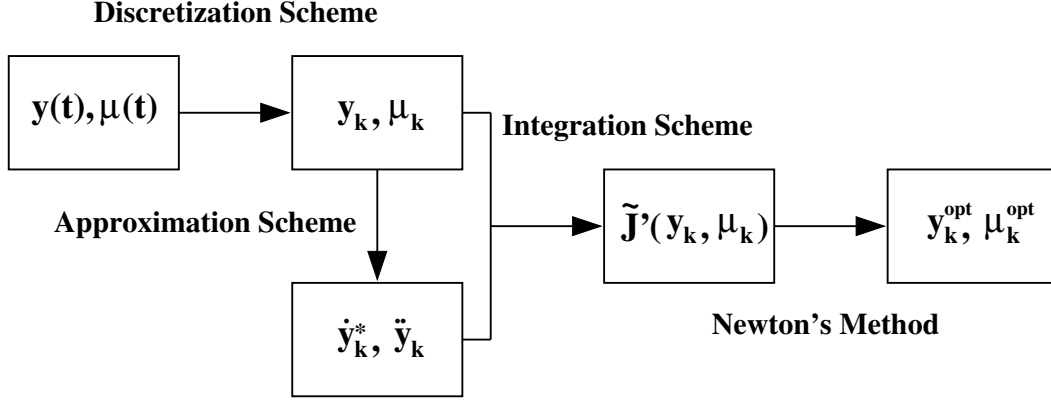 Discretization Scheme
y(t), μ(t)
y_k, μ_k
Integration Scheme
Approximation Scheme
J̃'(y_k, μ_k)
y_k^opt, μ_k^opt
ẏ_k^*, ÿ_k
Newton's Method